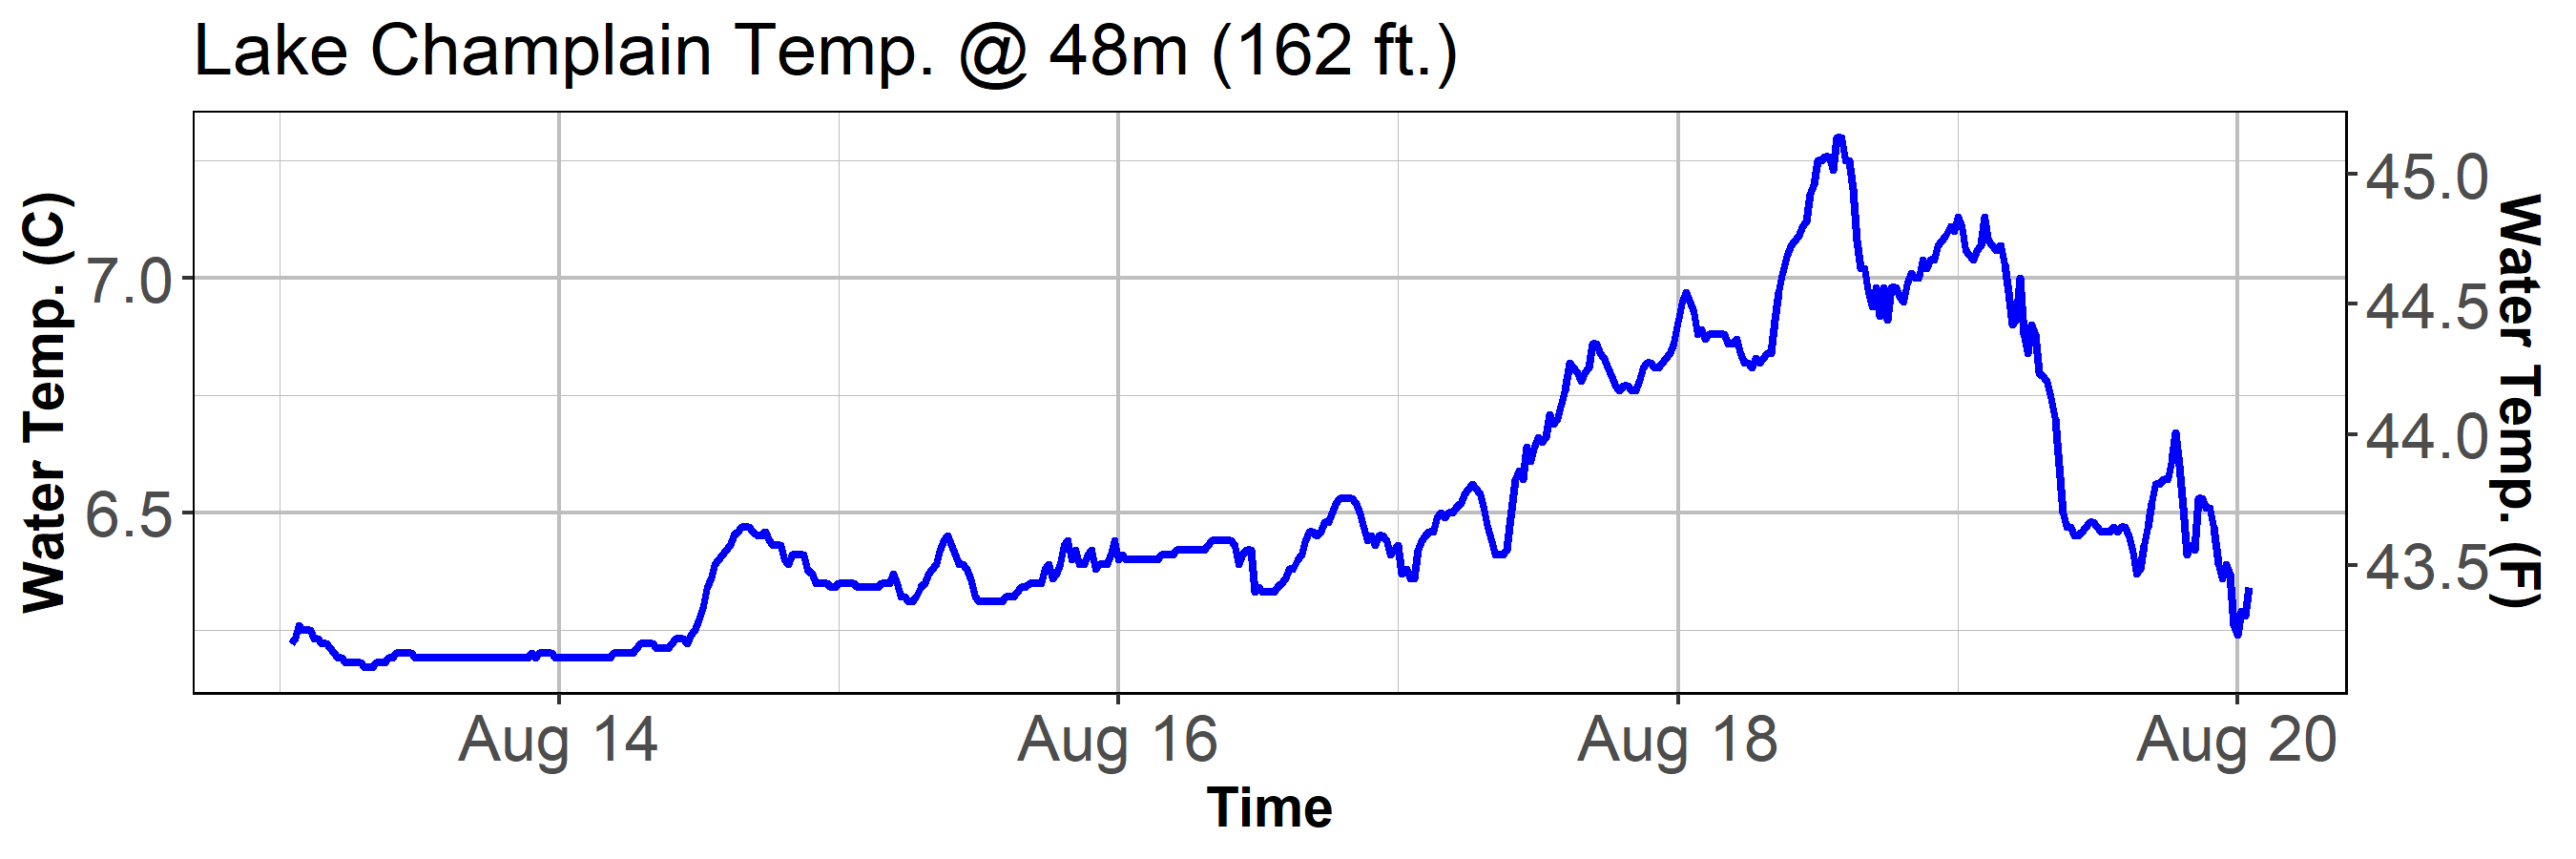 Lake Champlain Temp. @ 48m (162 ft.)
Water Temp. (C)
7.0
6.5
45.0
44.5
44.0
43.5
Water Temp. (F)
Aug 14 Aug 16 Aug 18 Aug 20
Time